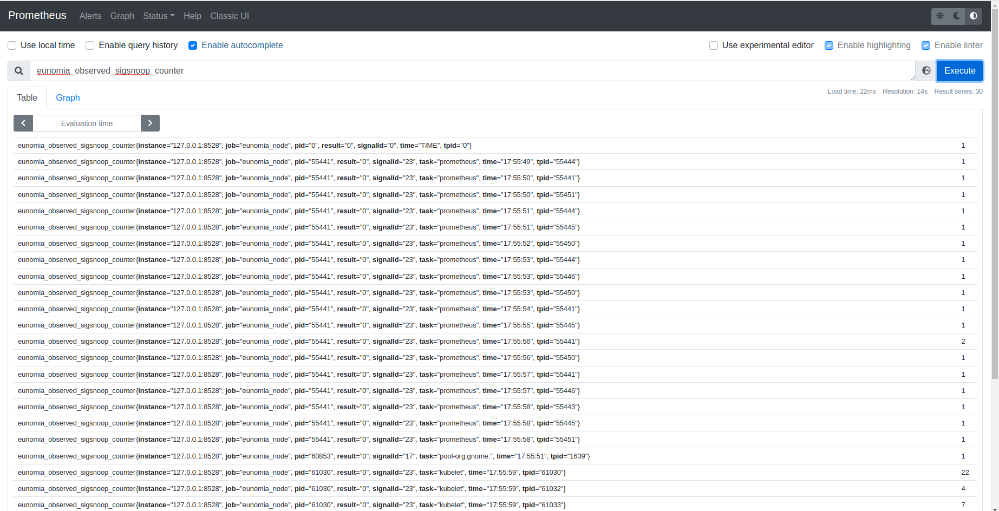 Prometheus Alerts Graph Status Help Classic UI
Use local time Enable query history Enable autocomplete Use experimental editor Enable highlighting Enable linter
eunomia_observed_sigsnoop_counter Execute
Table Graph Load time: 22ms Resolution: 14s Result series: 30
Evaluation time
eunomia_observed_sigsnoop_counter{instance="127.0.0.1:8528", job="eunomia_node", pid="0", result="0", signalId="0", time="TIME", tpid="0"} 1
eunomia_observed_sigsnoop_counter{instance="127.0.0.1:8528", job="eunomia_node", pid="55441", result="0", signalId="23", task="prometheus", time="17:55:49", tpid="55444"} 1
eunomia_observed_sigsnoop_counter{instance="127.0.0.1:8528", job="eunomia_node", pid="55441", result="0", signalId="23", task="prometheus", time="17:55:50", tpid="55441"} 1
eunomia_observed_sigsnoop_counter{instance="127.0.0.1:8528", job="eunomia_node", pid="55441", result="0", signalId="23", task="prometheus", time="17:55:50", tpid="55451"} 1
eunomia_observed_sigsnoop_counter{instance="127.0.0.1:8528", job="eunomia_node", pid="55441", result="0", signalId="23", task="prometheus", time="17:55:51", tpid="55444"} 1
eunomia_observed_sigsnoop_counter{instance="127.0.0.1:8528", job="eunomia_node", pid="55441", result="0", signalId="23", task="prometheus", time="17:55:51", tpid="55445"} 1
eunomia_observed_sigsnoop_counter{instance="127.0.0.1:8528", job="eunomia_node", pid="55441", result="0", signalId="23", task="prometheus", time="17:55:52", tpid="55450"} 1
eunomia_observed_sigsnoop_counter{instance="127.0.0.1:8528", job="eunomia_node", pid="55441", result="0", signalId="23", task="prometheus", time="17:55:53", tpid="55444"} 1
eunomia_observed_sigsnoop_counter{instance="127.0.0.1:8528", job="eunomia_node", pid="55441", result="0", signalId="23", task="prometheus", time="17:55:53", tpid="55446"} 1
eunomia_observed_sigsnoop_counter{instance="127.0.0.1:8528", job="eunomia_node", pid="55441", result="0", signalId="23", task="prometheus", time="17:55:53", tpid="55450"} 1
eunomia_observed_sigsnoop_counter{instance="127.0.0.1:8528", job="eunomia_node", pid="55441", result="0", signalId="23", task="prometheus", time="17:55:54", tpid="55441"} 1
eunomia_observed_sigsnoop_counter{instance="127.0.0.1:8528", job="eunomia_node", pid="55441", result="0", signalId="23", task="prometheus", time="17:55:55", tpid="55445"} 1
eunomia_observed_sigsnoop_counter{instance="127.0.0.1:8528", job="eunomia_node", pid="55441", result="0", signalId="23", task="prometheus", time="17:55:56", tpid="55441"} 2
eunomia_observed_sigsnoop_counter{instance="127.0.0.1:8528", job="eunomia_node", pid="55441", result="0", signalId="23", task="prometheus", time="17:55:56", tpid="55450"} 1
eunomia_observed_sigsnoop_counter{instance="127.0.0.1:8528", job="eunomia_node", pid="55441", result="0", signalId="23", task="prometheus", time="17:55:57", tpid="55441"} 1
eunomia_observed_sigsnoop_counter{instance="127.0.0.1:8528", job="eunomia_node", pid="55441", result="0", signalId="23", task="prometheus", time="17:55:57", tpid="55446"} 1
eunomia_observed_sigsnoop_counter{instance="127.0.0.1:8528", job="eunomia_node", pid="55441", result="0", signalId="23", task="prometheus", time="17:55:58", tpid="55443"} 1
eunomia_observed_sigsnoop_counter{instance="127.0.0.1:8528", job="eunomia_node", pid="55441", result="0", signalId="23", task="prometheus", time="17:55:58", tpid="55445"} 1
eunomia_observed_sigsnoop_counter{instance="127.0.0.1:8528", job="eunomia_node", pid="55441", result="0", signalId="23", task="prometheus", time="17:55:58", tpid="55451"} 1
eunomia_observed_sigsnoop_counter{instance="127.0.0.1:8528", job="eunomia_node", pid="60853", result="0", signalId="17", task="pool-org.gnome.", time="17:55:51", tpid="1639"} 1
eunomia_observed_sigsnoop_counter{instance="127.0.0.1:8528", job="eunomia_node", pid="61030", result="0", signalId="23", task="kubelet", time="17:55:59", tpid="61030"} 22
eunomia_observed_sigsnoop_counter{instance="127.0.0.1:8528", job="eunomia_node", pid="61030", result="0", signalId="23", task="kubelet", time="17:55:59", tpid="61032"} 4
eunomia_observed_sigsnoop_counter{instance="127.0.0.1:8528", job="eunomia_node", pid="61030", result="0", signalId="23", task="kubelet", time="17:55:59", tpid="61033"} 7